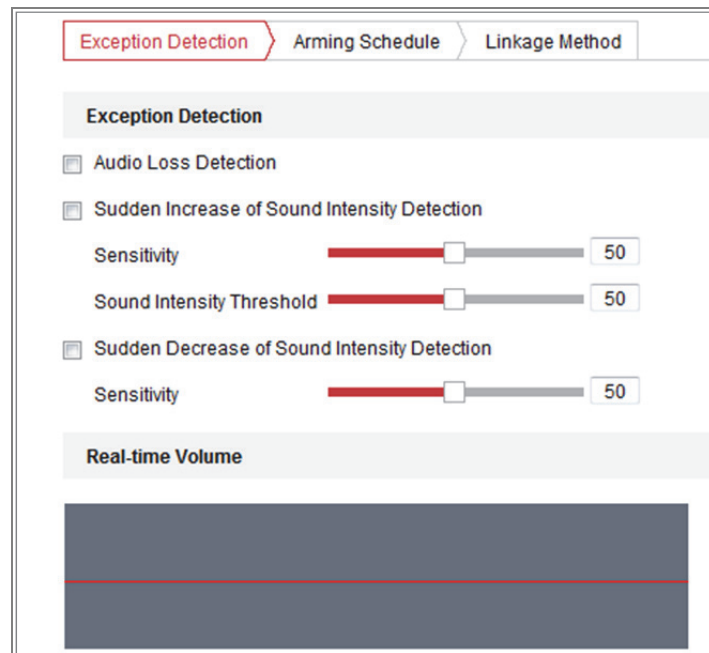 Exception Detection Arming Schedule Linkage Method
Exception Detection
Audio Loss Detection
Sudden Increase of Sound Intensity Detection
Sensitivity 50
Sound Intensity Threshold 50
Sudden Decrease of Sound Intensity Detection
Sensitivity 50
Real-time Volume